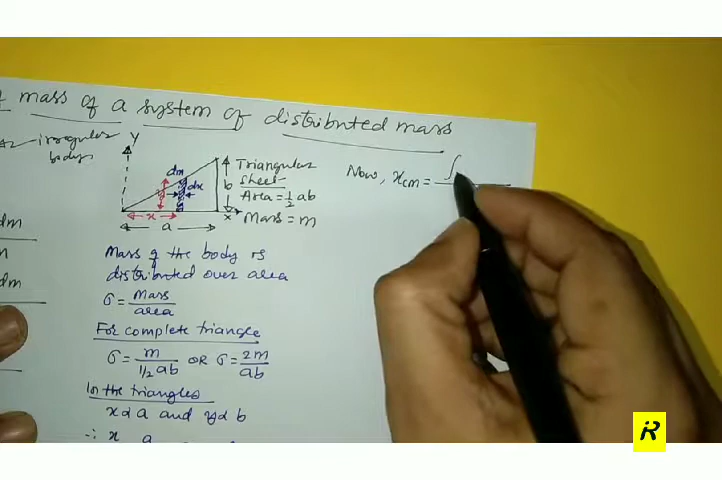 mass of a system of distributed mass
irregular
body
Y
dm
dx
y
b
x
X
a
Triangular
Sheet
Area = 1/2 ab
Mass = m
Now, x_cm = ∫
dm
Mass of the body is
distributed over area
σ = Mass/area
For complete triangle
σ = m/(1/2 ab) OR σ = 2m/ab
In the triangles
x α a and y α b
∴ x a
R